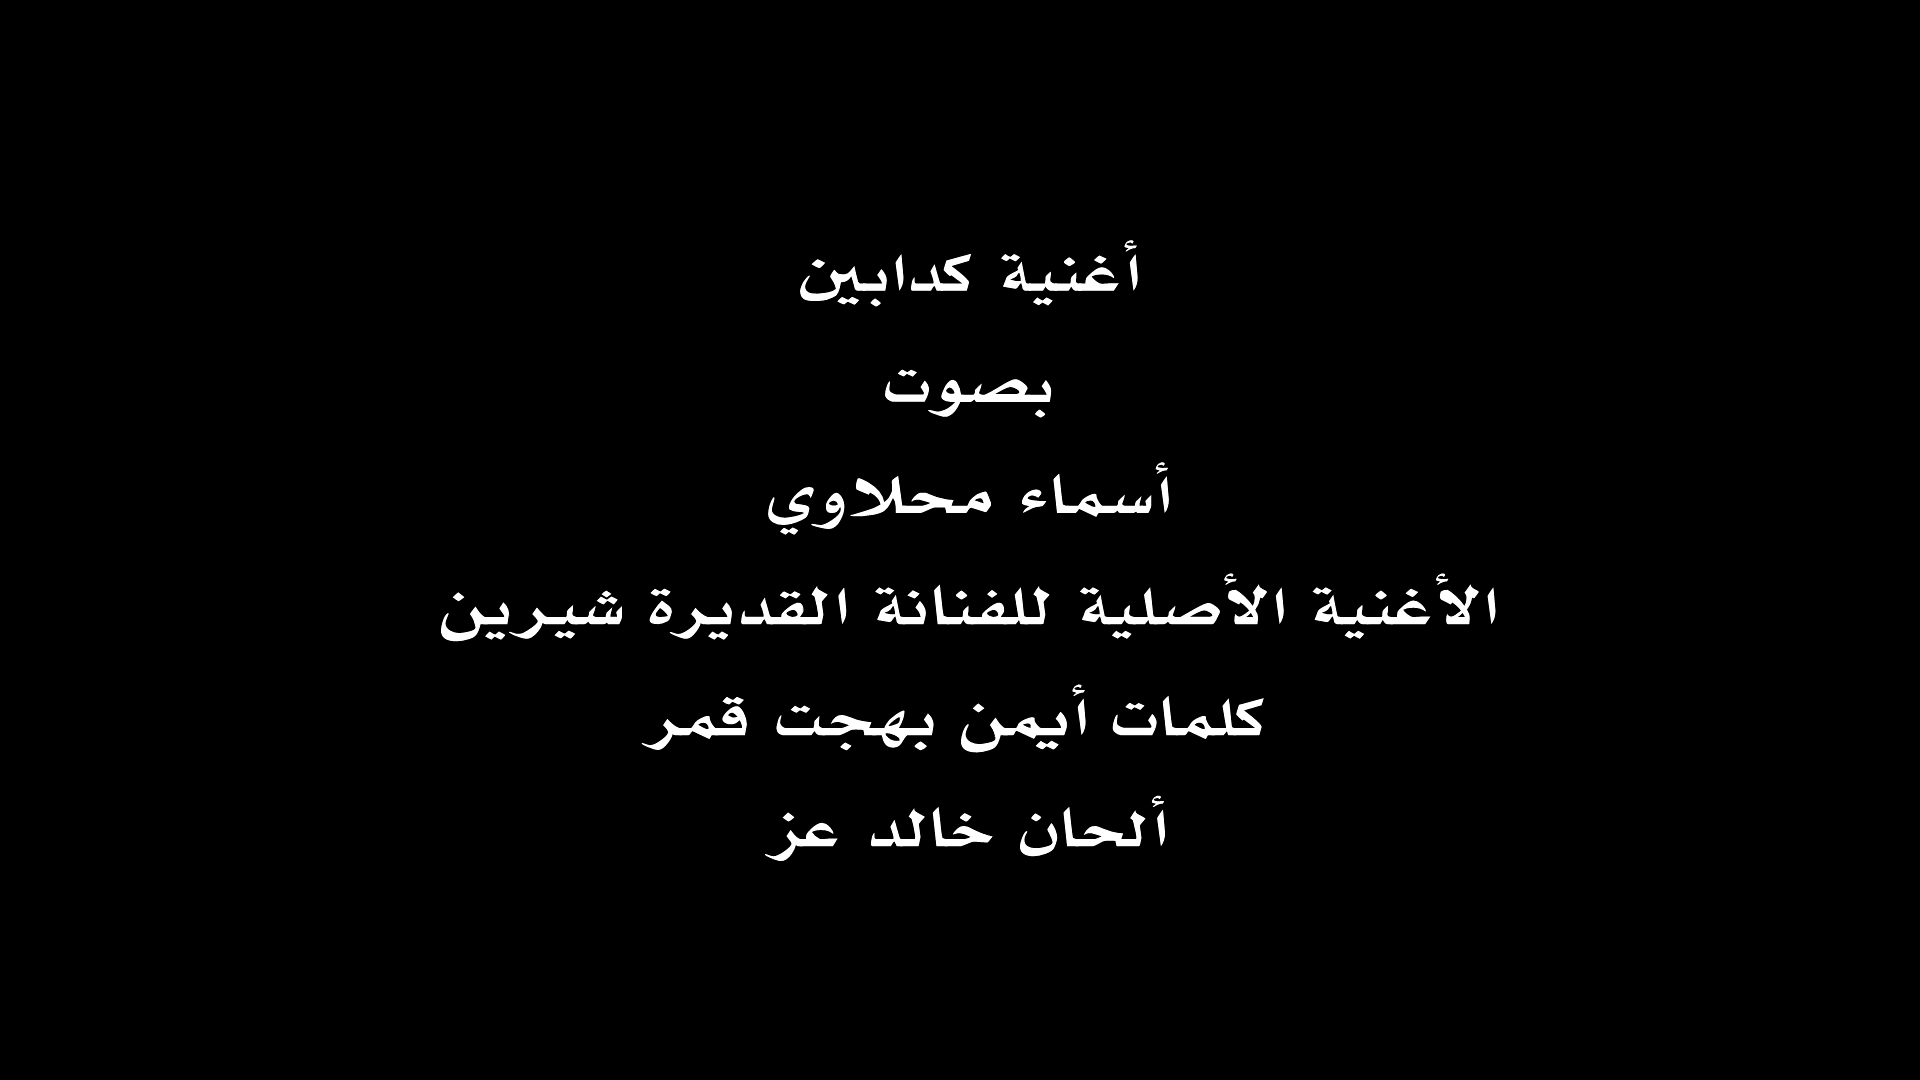 أغنية كدابين
بصوت
أسماء محلاوي
الأغنية الأصلية للفنانة القديرة شيرين
كلمات أيمن بهجت قمر
ألحان خالد عز